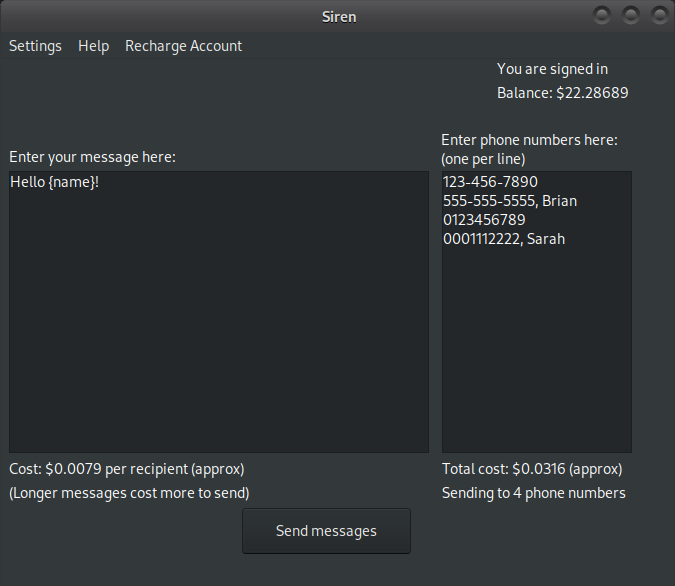 Siren
Settings Help Recharge Account
You are signed in
Balance: $22.28689
Enter your message here:
Enter phone numbers here:
(one per line)
Hello {name}!
123-456-7890
555-555-5555, Brian
0123456789
0001112222, Sarah
Cost: $0.0079 per recipient (approx)
(Longer messages cost more to send)
Total cost: $0.0316 (approx)
Sending to 4 phone numbers
Send messages